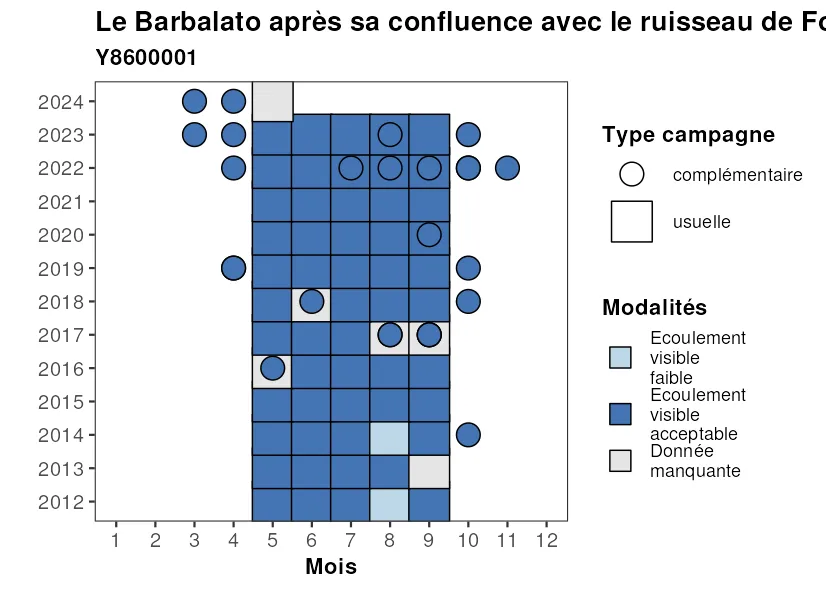 Le Barbalato après sa confluence avec le ruisseau de Fo
Y8600001
2024
2023
2022
2021
2020
2019
2018
2017
2016
2015
2014
2013
2012
1 2 3 4 5 6 7 8 9 10 11 12
Mois
Type campagne
complémentaire
usuelle
Modalités
Ecoulement
visible
faible
Ecoulement
visible
acceptable
Donnée
manquante